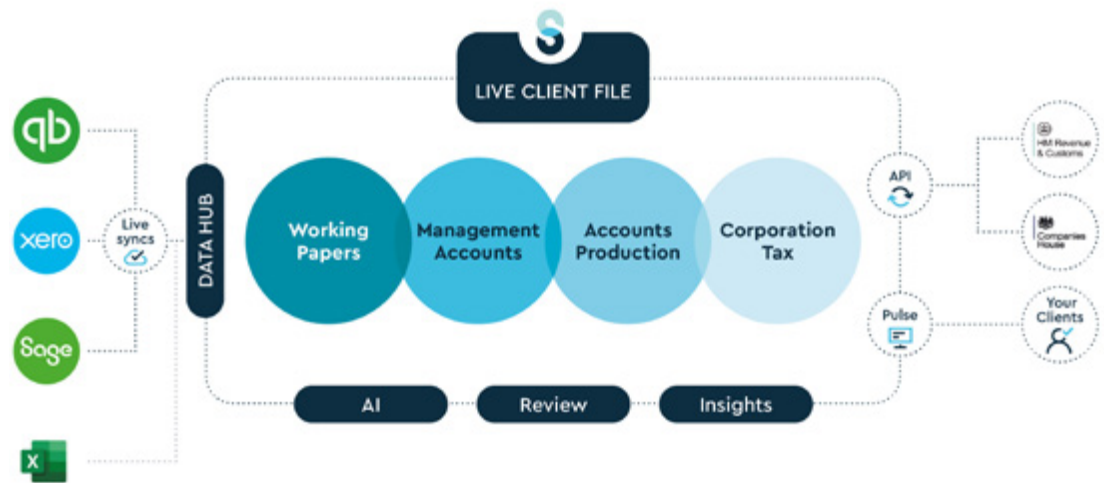 S
LIVE CLIENT FILE
qb
xero
Sage
X
Live
syncs
DATA HUB
Working
Papers
Management
Accounts
Accounts
Production
Corporation
Tax
API
Pulse
HM Revenue
& Customs
Companies
House
Your
Clients
AI
Review
Insights